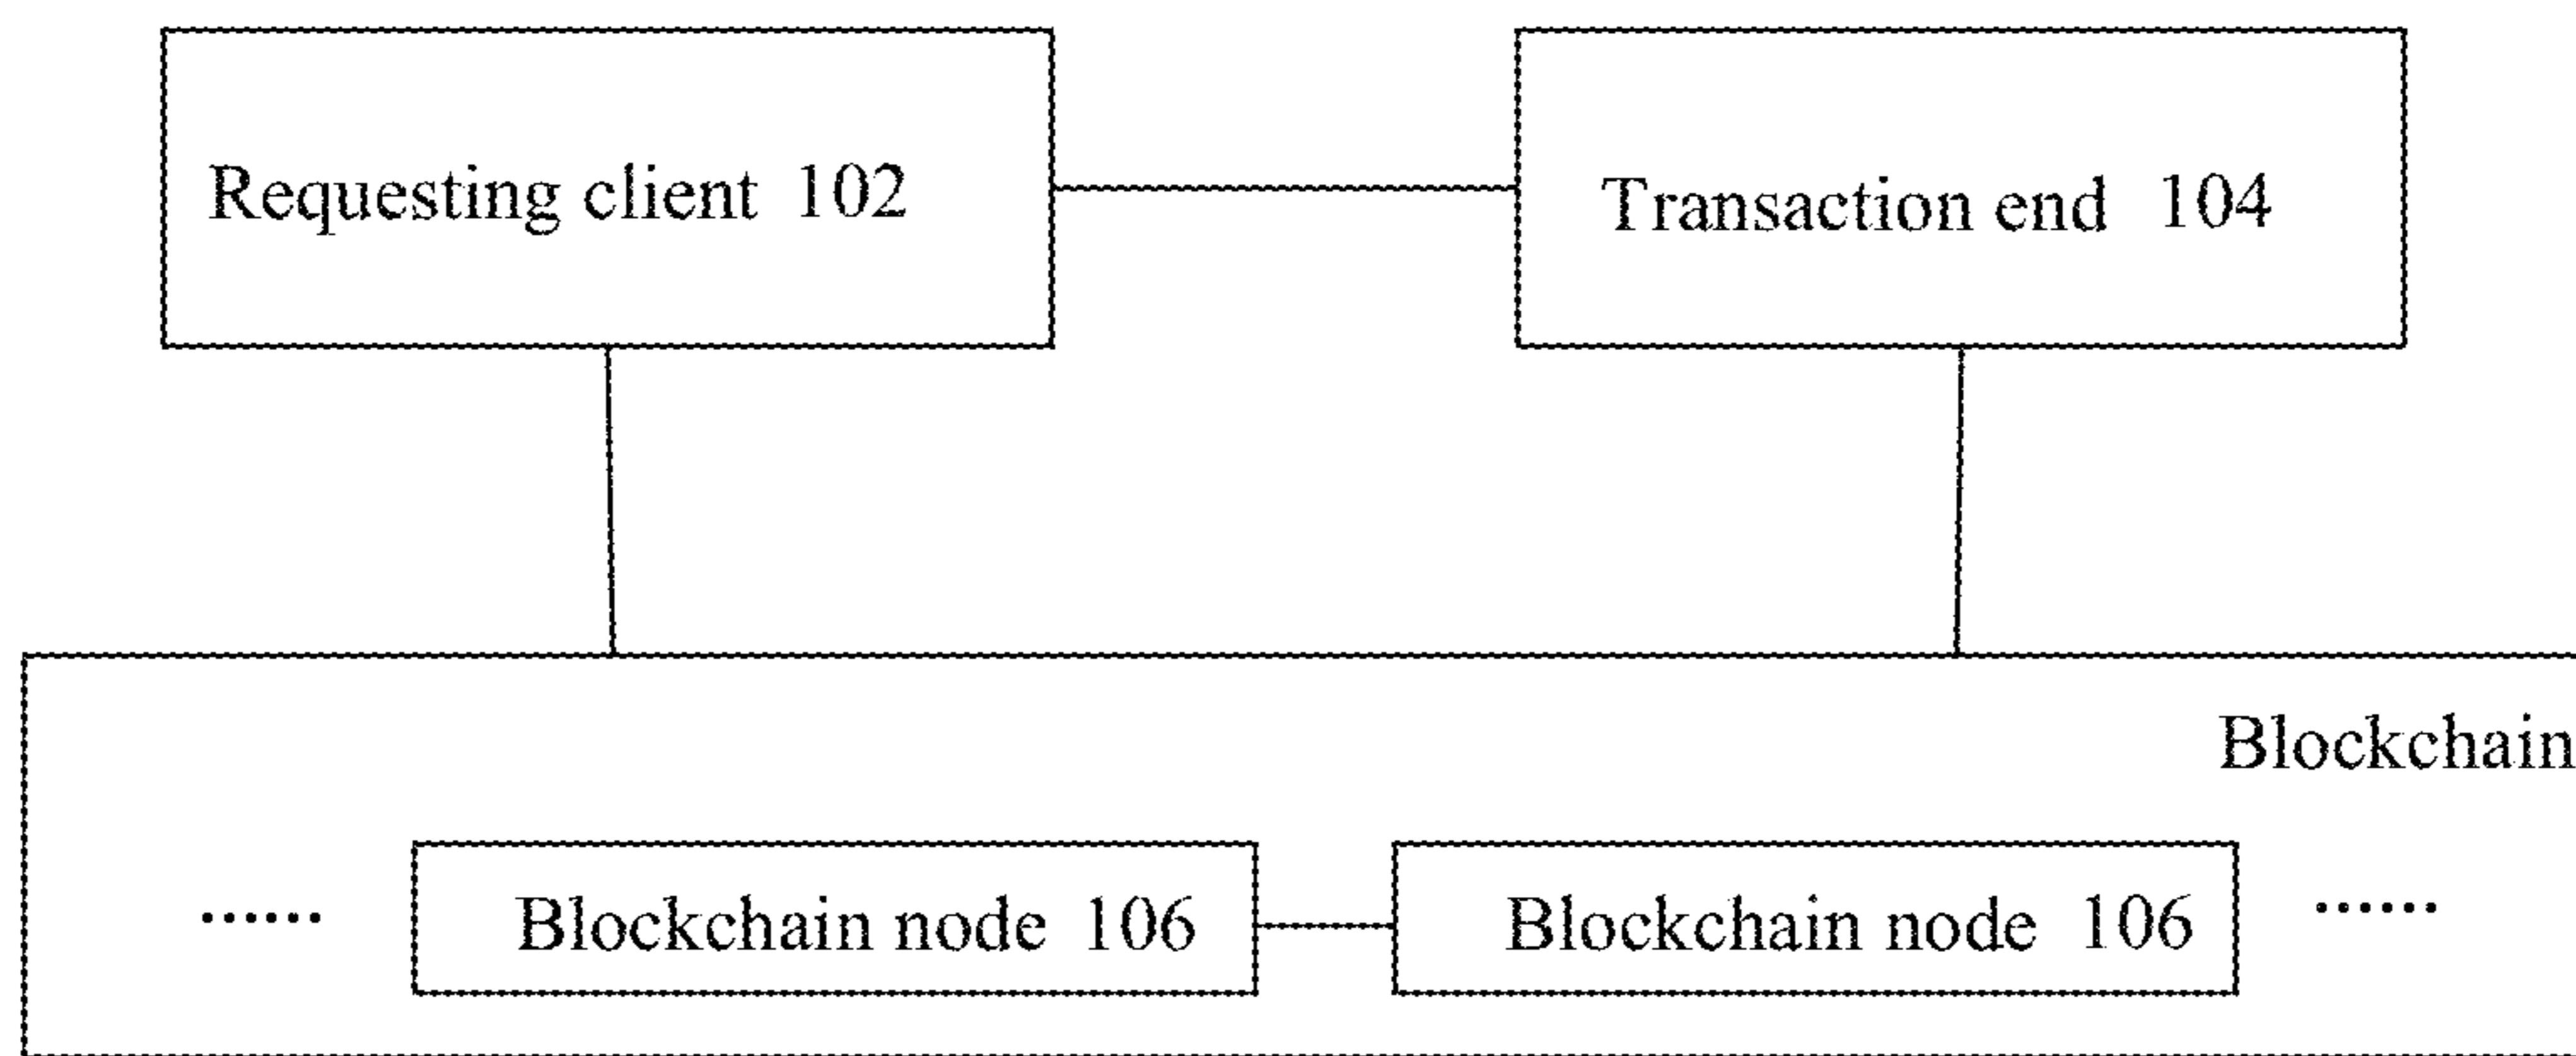 Requesting client 102
Transaction end 104
Blockchain
...... Blockchain node 106 Blockchain node 106 ......